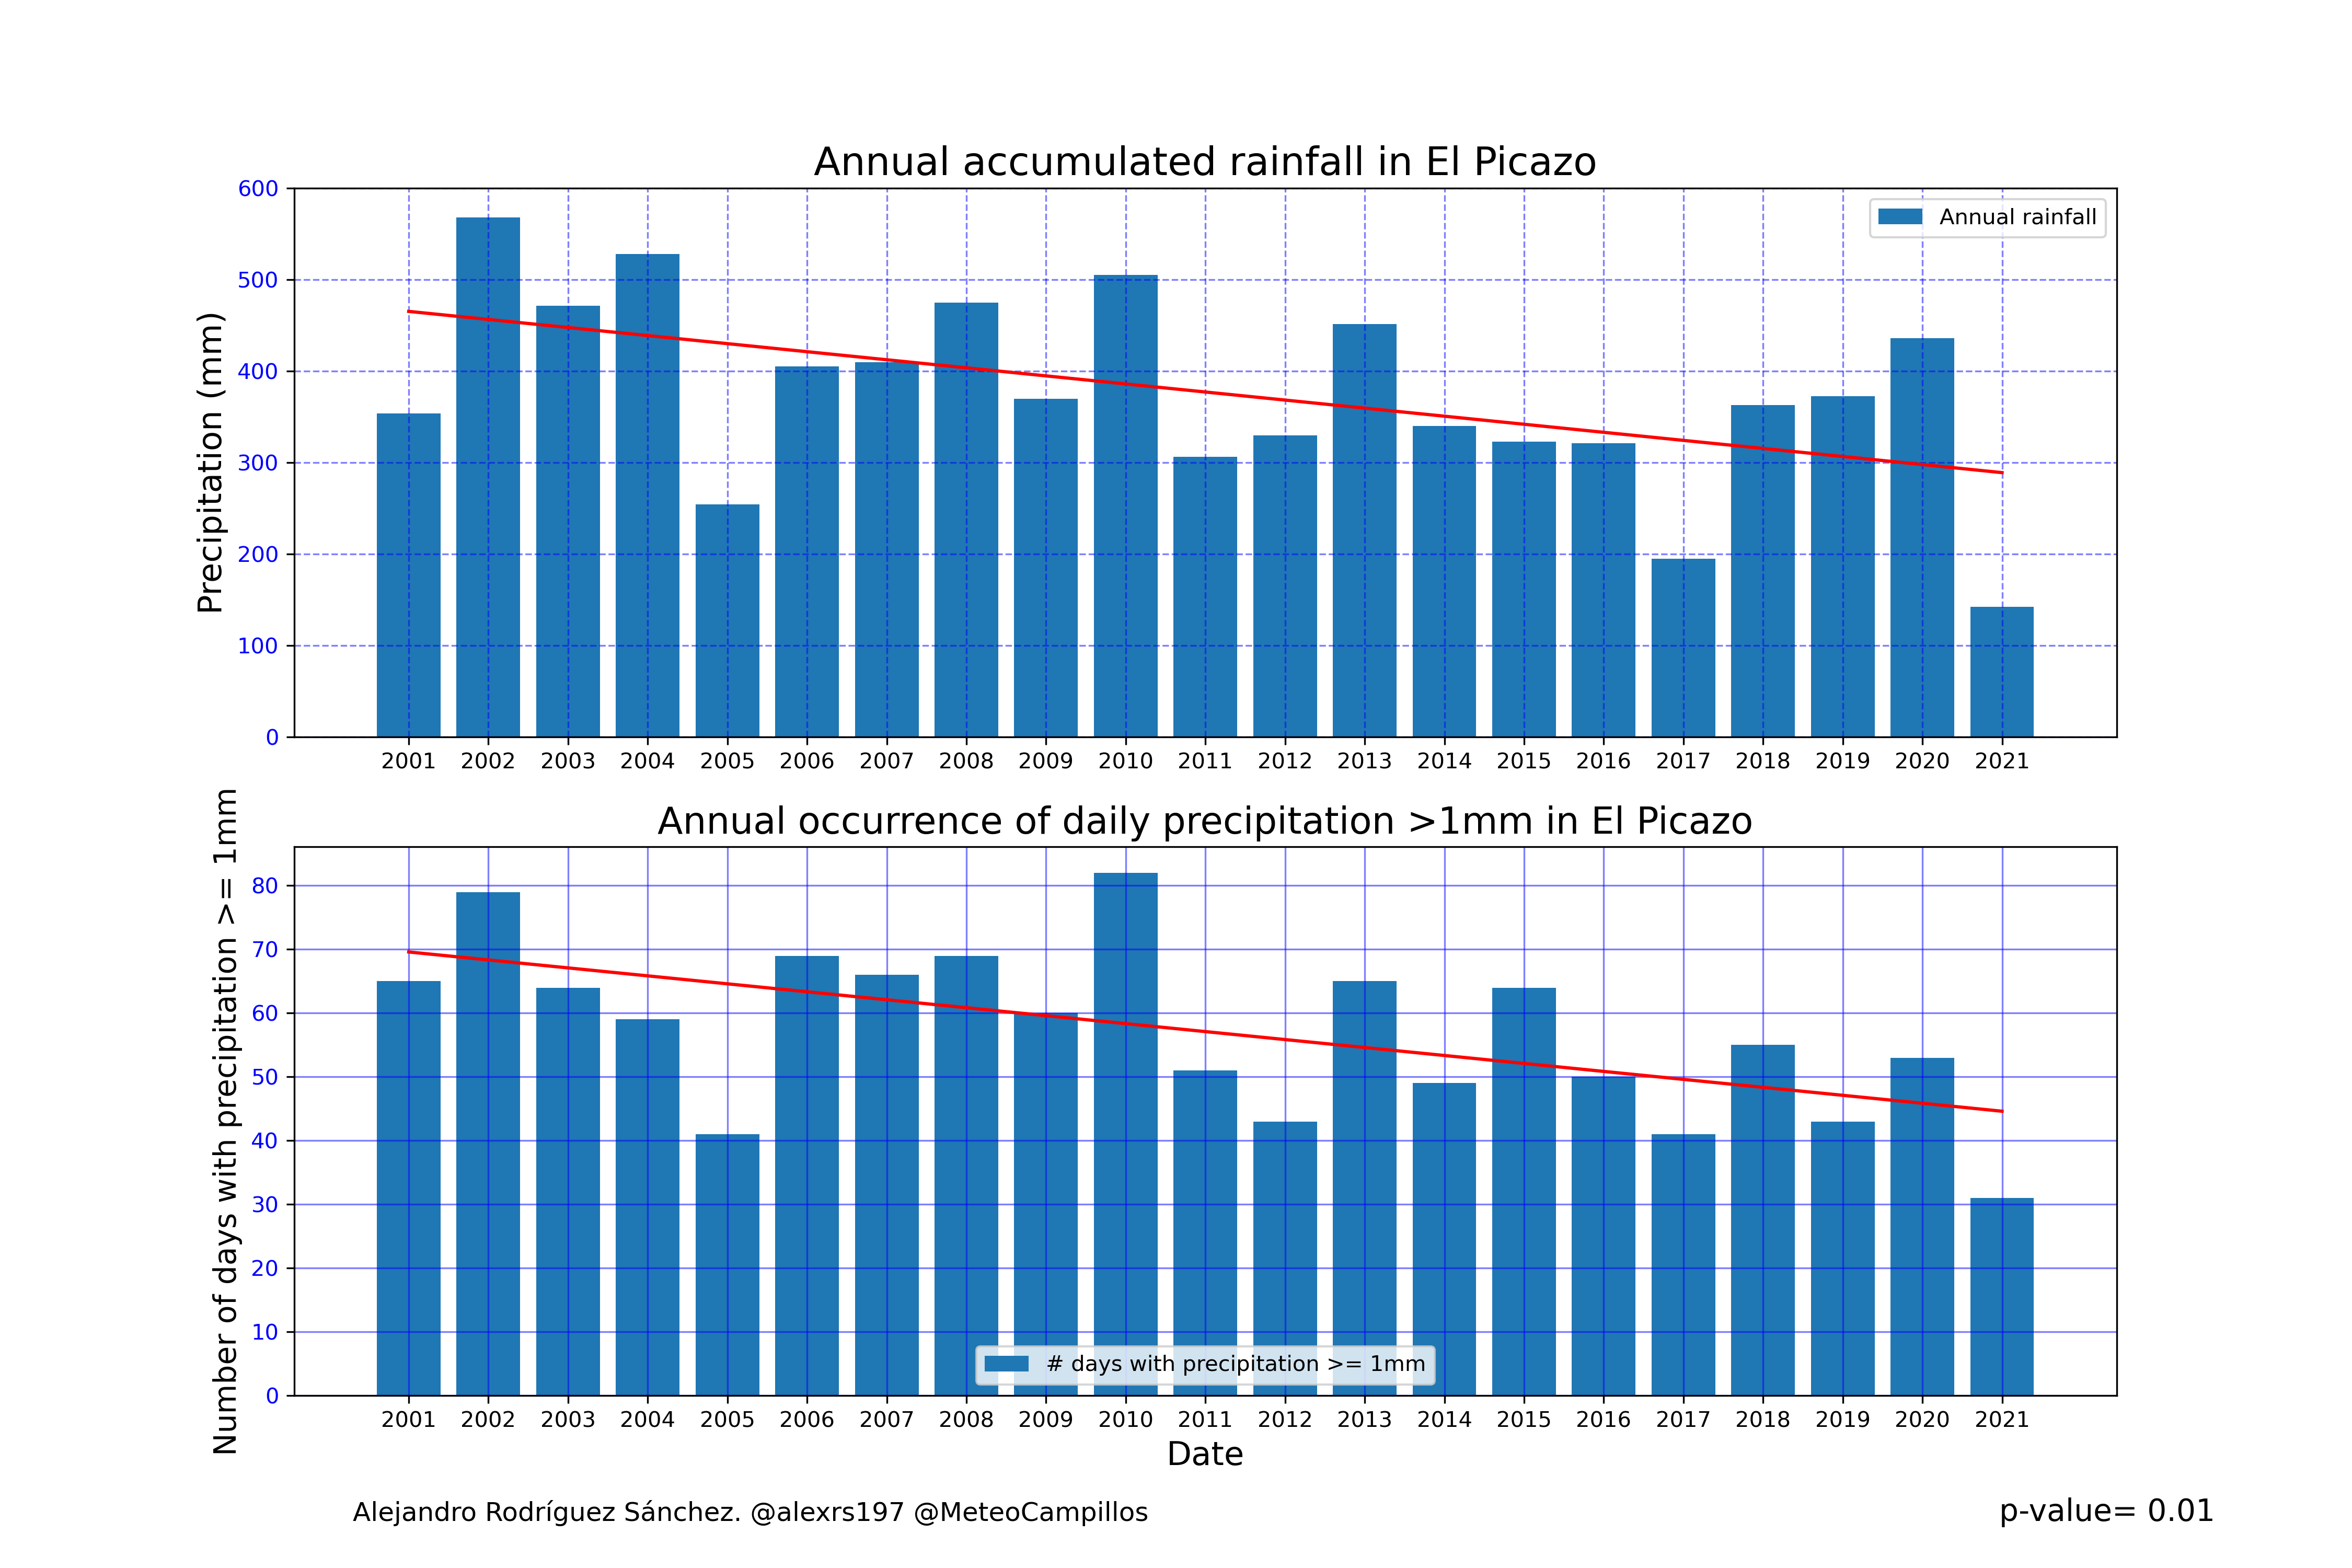 Annual accumulated rainfall in El Picazo
Precipitation (mm)
600
500
400
300
200
100
0
Annual rainfall
2001 2002 2003 2004 2005 2006 2007 2008 2009 2010 2011 2012 2013 2014 2015 2016 2017 2018 2019 2020 2021
Annual occurrence of daily precipitation >1mm in El Picazo
Number of days with precipitation >= 1mm
80
70
60
50
40
30
20
10
0
# days with precipitation >= 1mm
2001 2002 2003 2004 2005 2006 2007 2008 2009 2010 2011 2012 2013 2014 2015 2016 2017 2018 2019 2020 2021
Date
Alejandro Rodríguez Sánchez. @alexrs197 @MeteoCampillos
p-value= 0.01